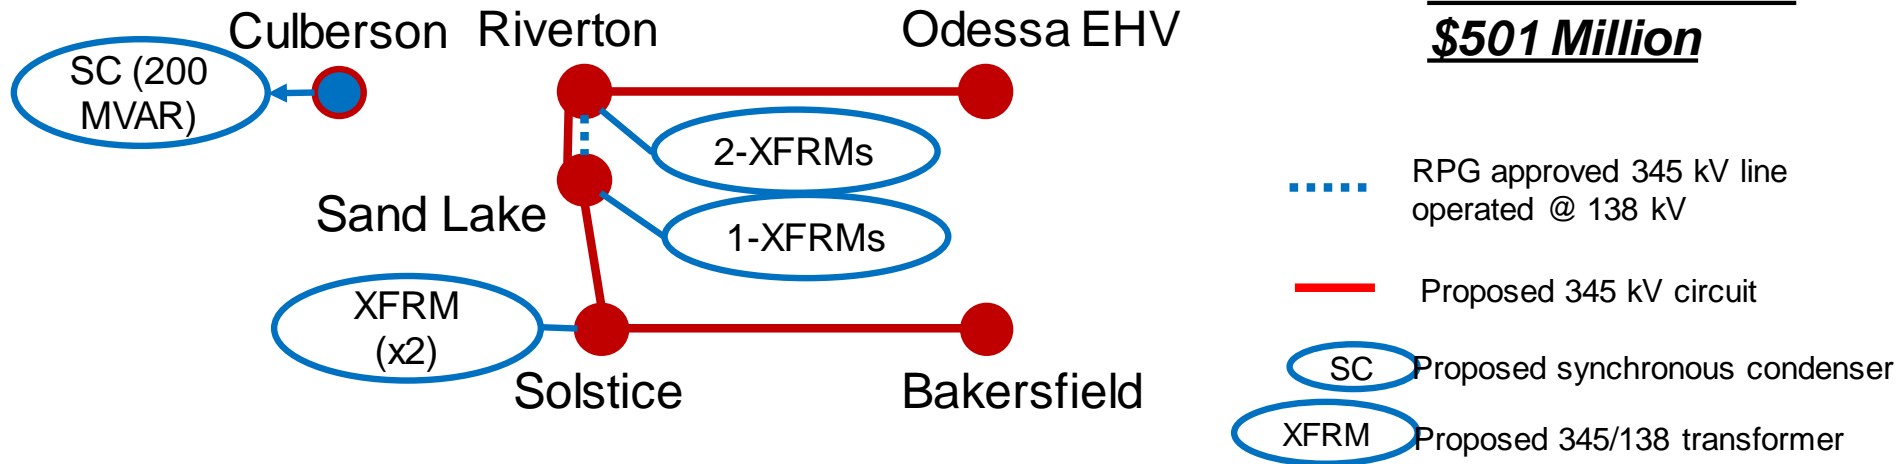 Culberson
Riverton
Odessa EHV
$501 Million
SC (200
MVAR)
2-XFRMs
Sand Lake
1-XFRMs
XFRM
(x2)
Solstice
Bakersfield
RPG approved 345 kV line
operated @ 138 kV
Proposed 345 kV circuit
SC
Proposed synchronous condenser
XFRM
Proposed 345/138 transformer